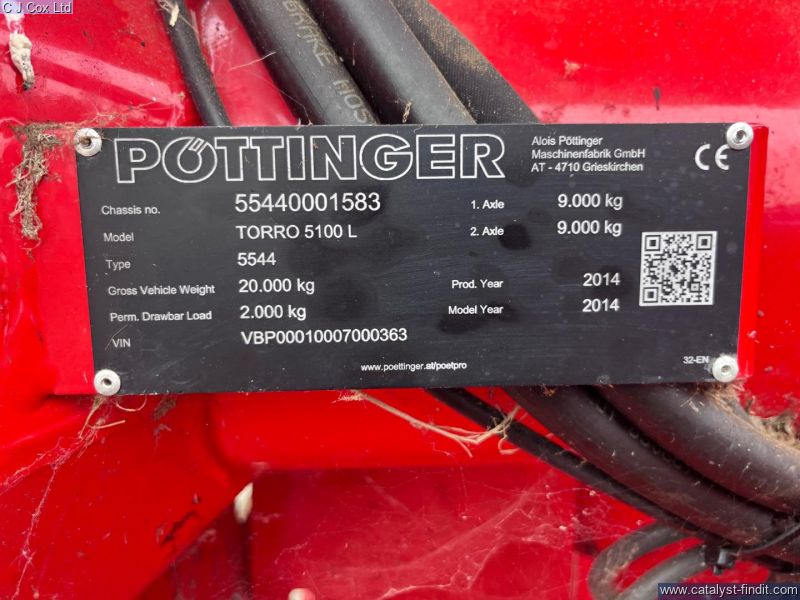 C J Cox Ltd
PÖTTINGER
Alois Pöttinger
Maschinenfabrik GmbH
AT - 4710 Grieskirchen
CE
Chassis no. 55440001583 1. Axle 9.000 kg
Model TORRO 5100 L 2. Axle 9.000 kg
Type 5544
Gross Vehicle Weight 20.000 kg Prod. Year 2014
Perm. Drawbar Load 2.000 kg Model Year 2014
VIN VBP00010007000363
www.poettinger.at/poetpro
32-EN
www.catalyst-findit.com